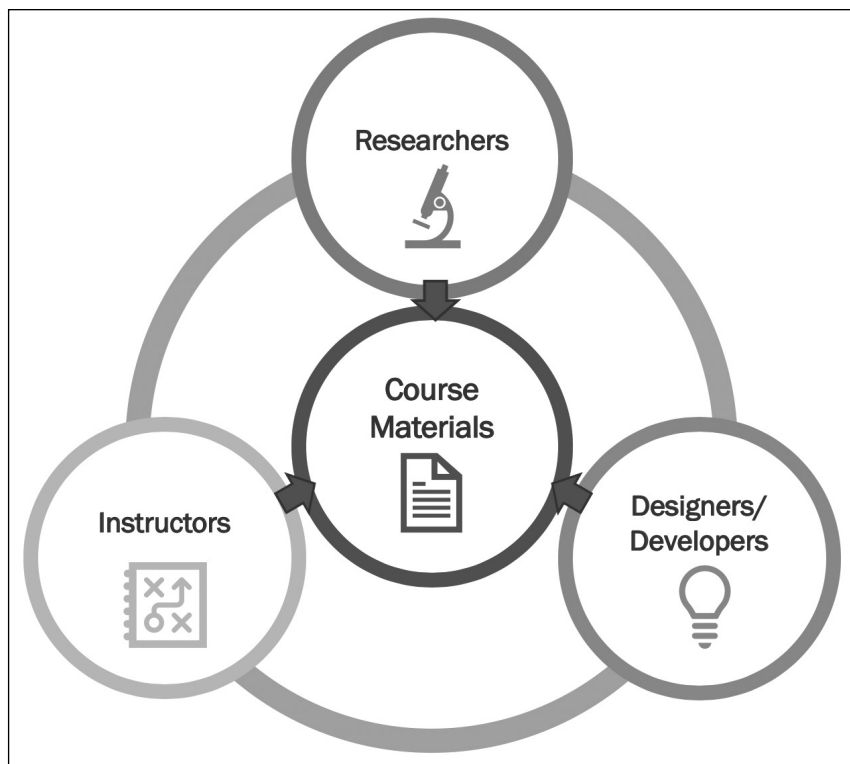 Researchers
Course
Materials
Instructors
Designers/
Developers